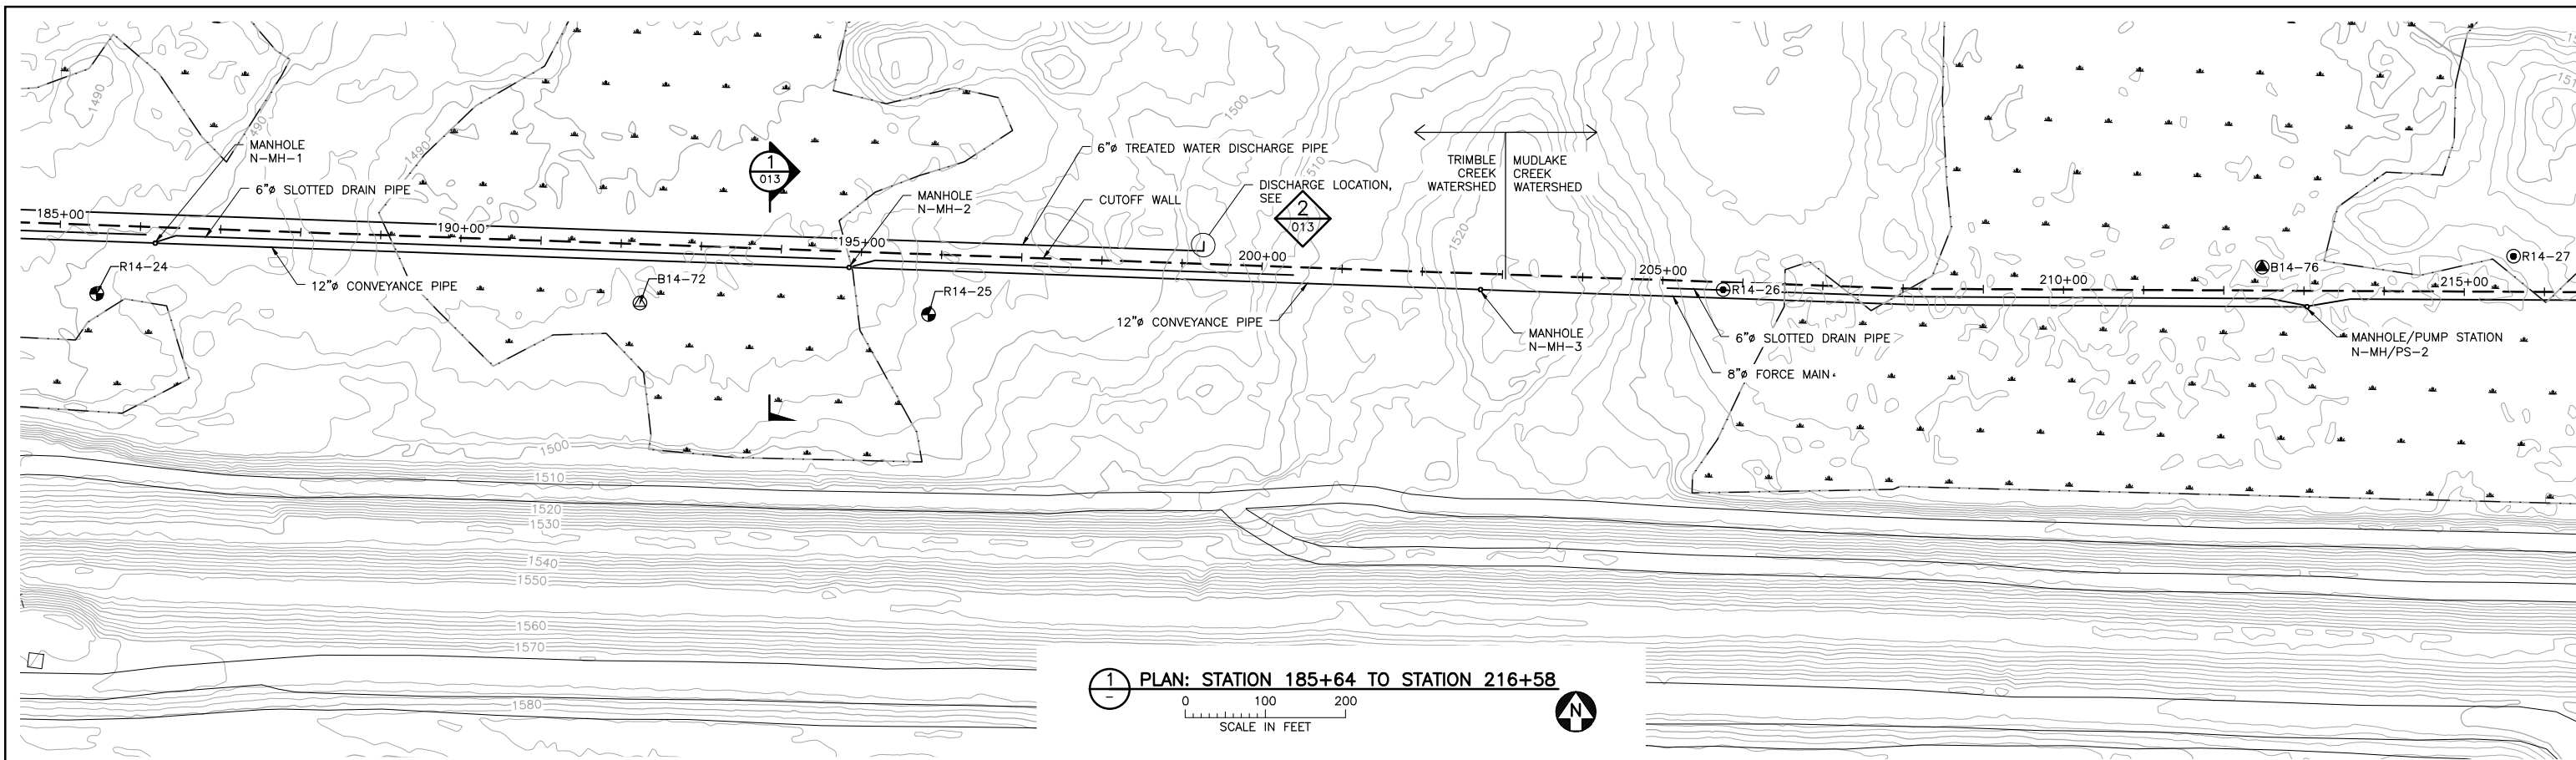 1490
1490
MANHOLE
N-MH-1
6"ø SLOTTED DRAIN PIPE
185+00
R14-24
12"ø CONVEYANCE PIPE
1490
190+00
1
013
B14-72
195+00
MANHOLE
N-MH-2
R14-25
6"ø TREATED WATER DISCHARGE PIPE
CUTOFF WALL
1500
1510
DISCHARGE LOCATION,
SEE
2
013
200+00
12"ø CONVEYANCE PIPE
TRIMBLE
CREEK
WATERSHED
MUDLAKE
CREEK
WATERSHED
1520
MANHOLE
N-MH-3
205+00
R14-26
6"ø SLOTTED DRAIN PIPE
8"ø FORCE MAIN
210+00
B14-76
215+00
R14-27
MANHOLE/PUMP STATION
N-MH/PS-2
1500
1510
1520
1530
1540
1550
1560
1570
1580
1
-
PLAN: STATION 185+64 TO STATION 216+58
0 100 200
SCALE IN FEET
N